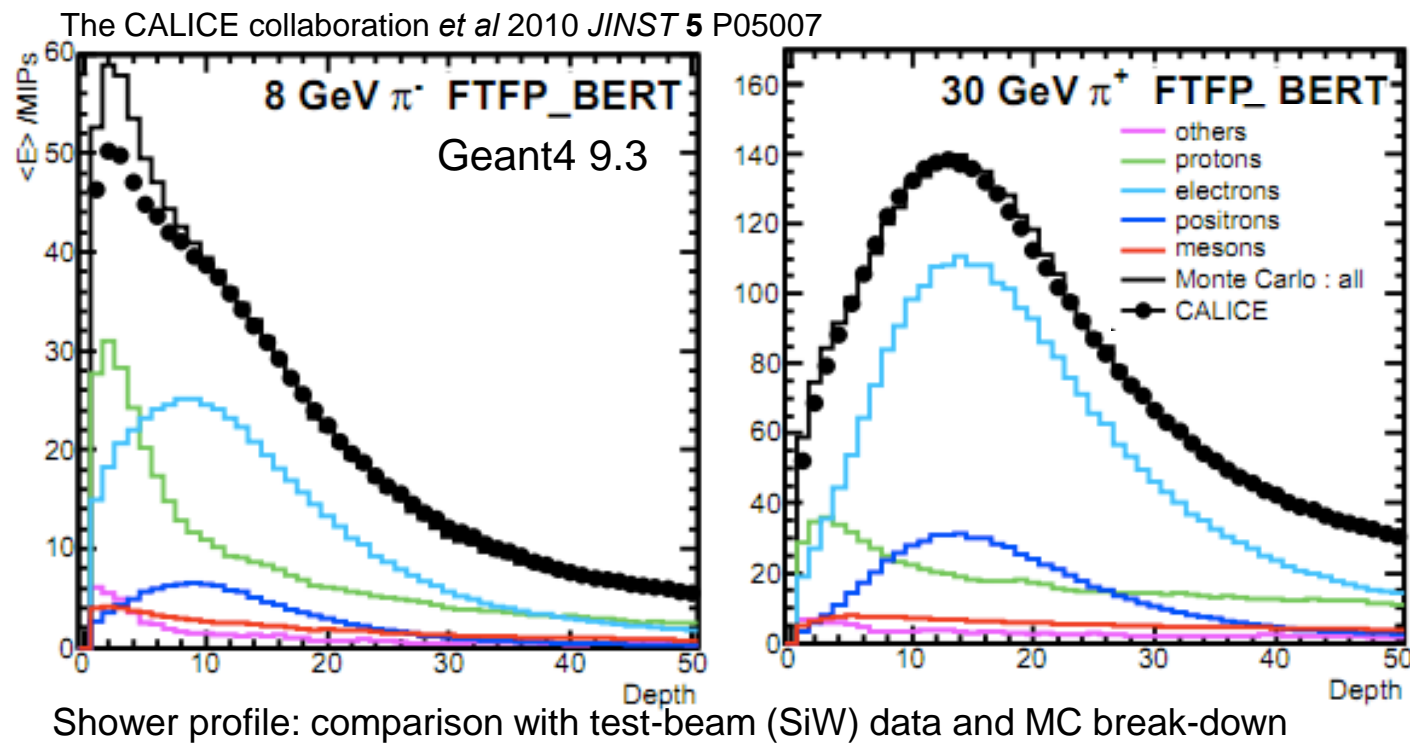 The CALICE collaboration et al 2010 JINST 5 P05007
<E> /MIPs
60
50
40
30
20
10
0
8 GeV π- FTFP_BERT
Geant4 9.3
0 10 20 30 40 50
Depth
160
140
120
100
80
60
40
20
0
30 GeV π+ FTFP_ BERT
others
protons
electrons
positrons
mesons
Monte Carlo : all
CALICE
0 10 20 30 40 50
Depth
Shower profile: comparison with test-beam (SiW) data and MC break-down